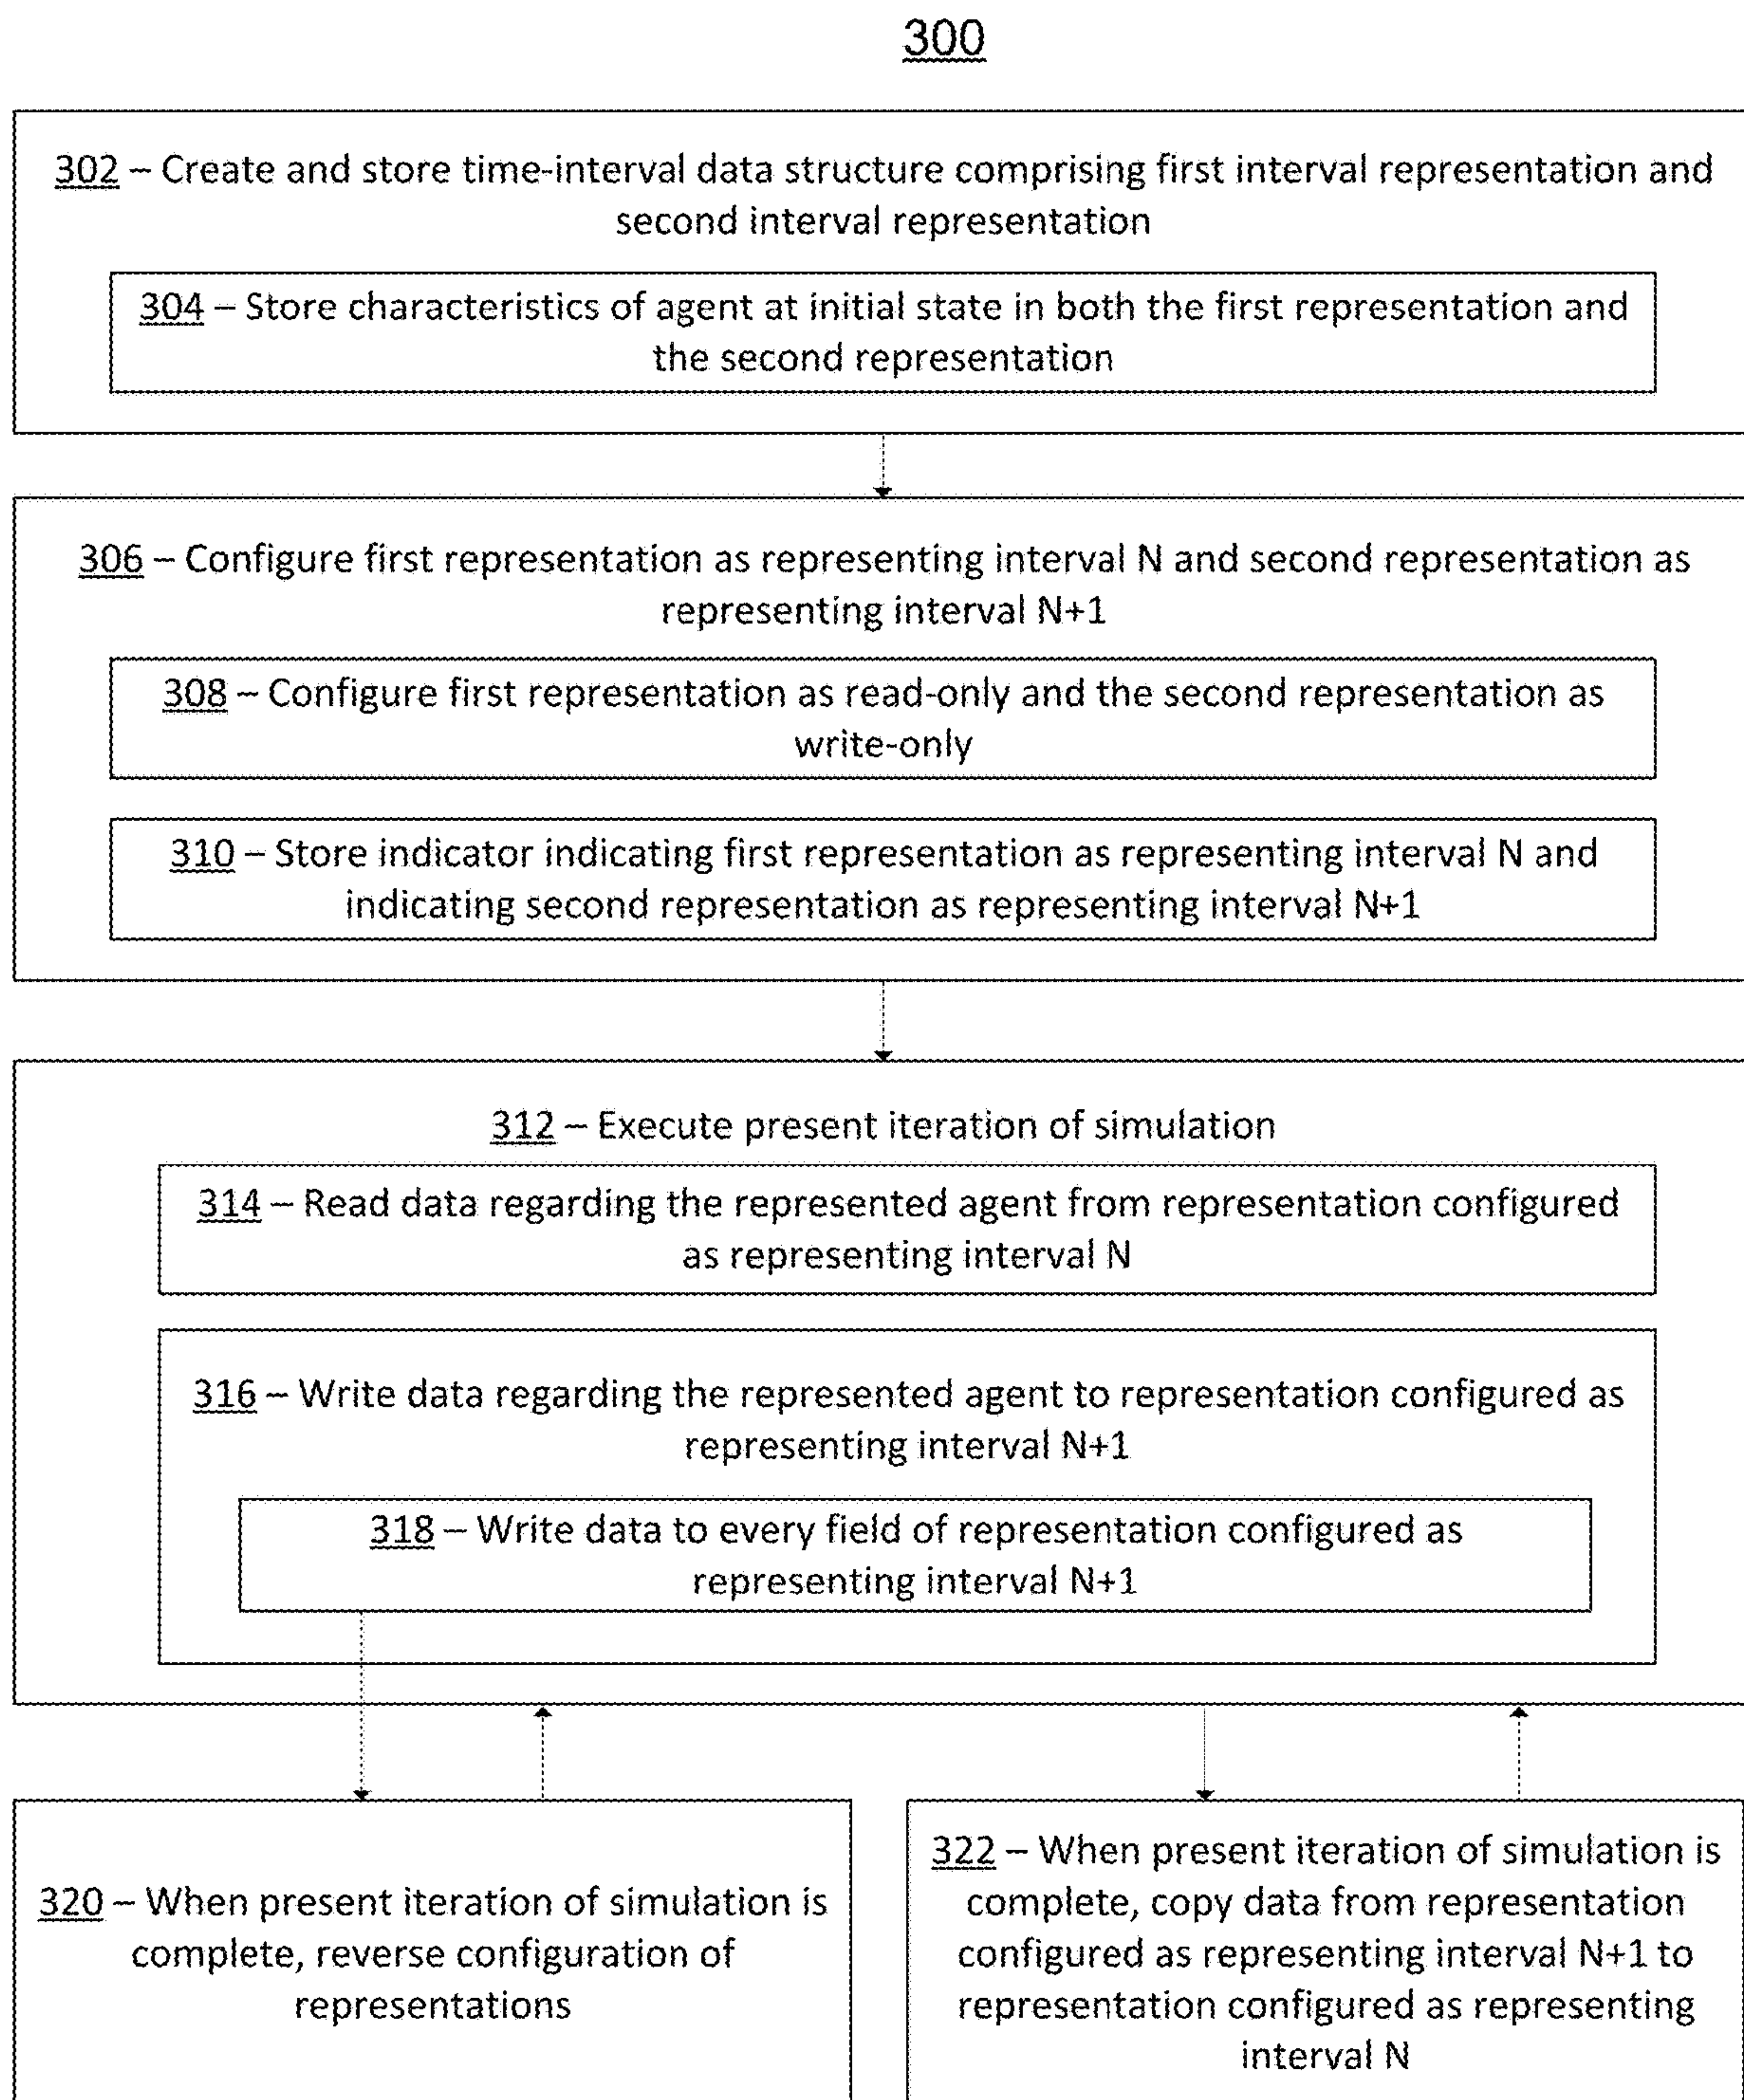 300
302 – Create and store time-interval data structure comprising first interval representation and
second interval representation
304 – Store characteristics of agent at initial state in both the first representation and
the second representation
306 – Configure first representation as representing interval N and second representation as
representing interval N+1
308 – Configure first representation as read-only and the second representation as
write-only
310 – Store indicator indicating first representation as representing interval N and
indicating second representation as representing interval N+1
312 – Execute present iteration of simulation
314 – Read data regarding the represented agent from representation configured
as representing interval N
316 – Write data regarding the represented agent to representation configured as
representing interval N+1
318 – Write data to every field of representation configured as
representing interval N+1
320 – When present iteration of simulation is
complete, reverse configuration of
representations
322 – When present iteration of simulation is
complete, copy data from representation
configured as representing interval N+1 to
representation configured as representing
interval N